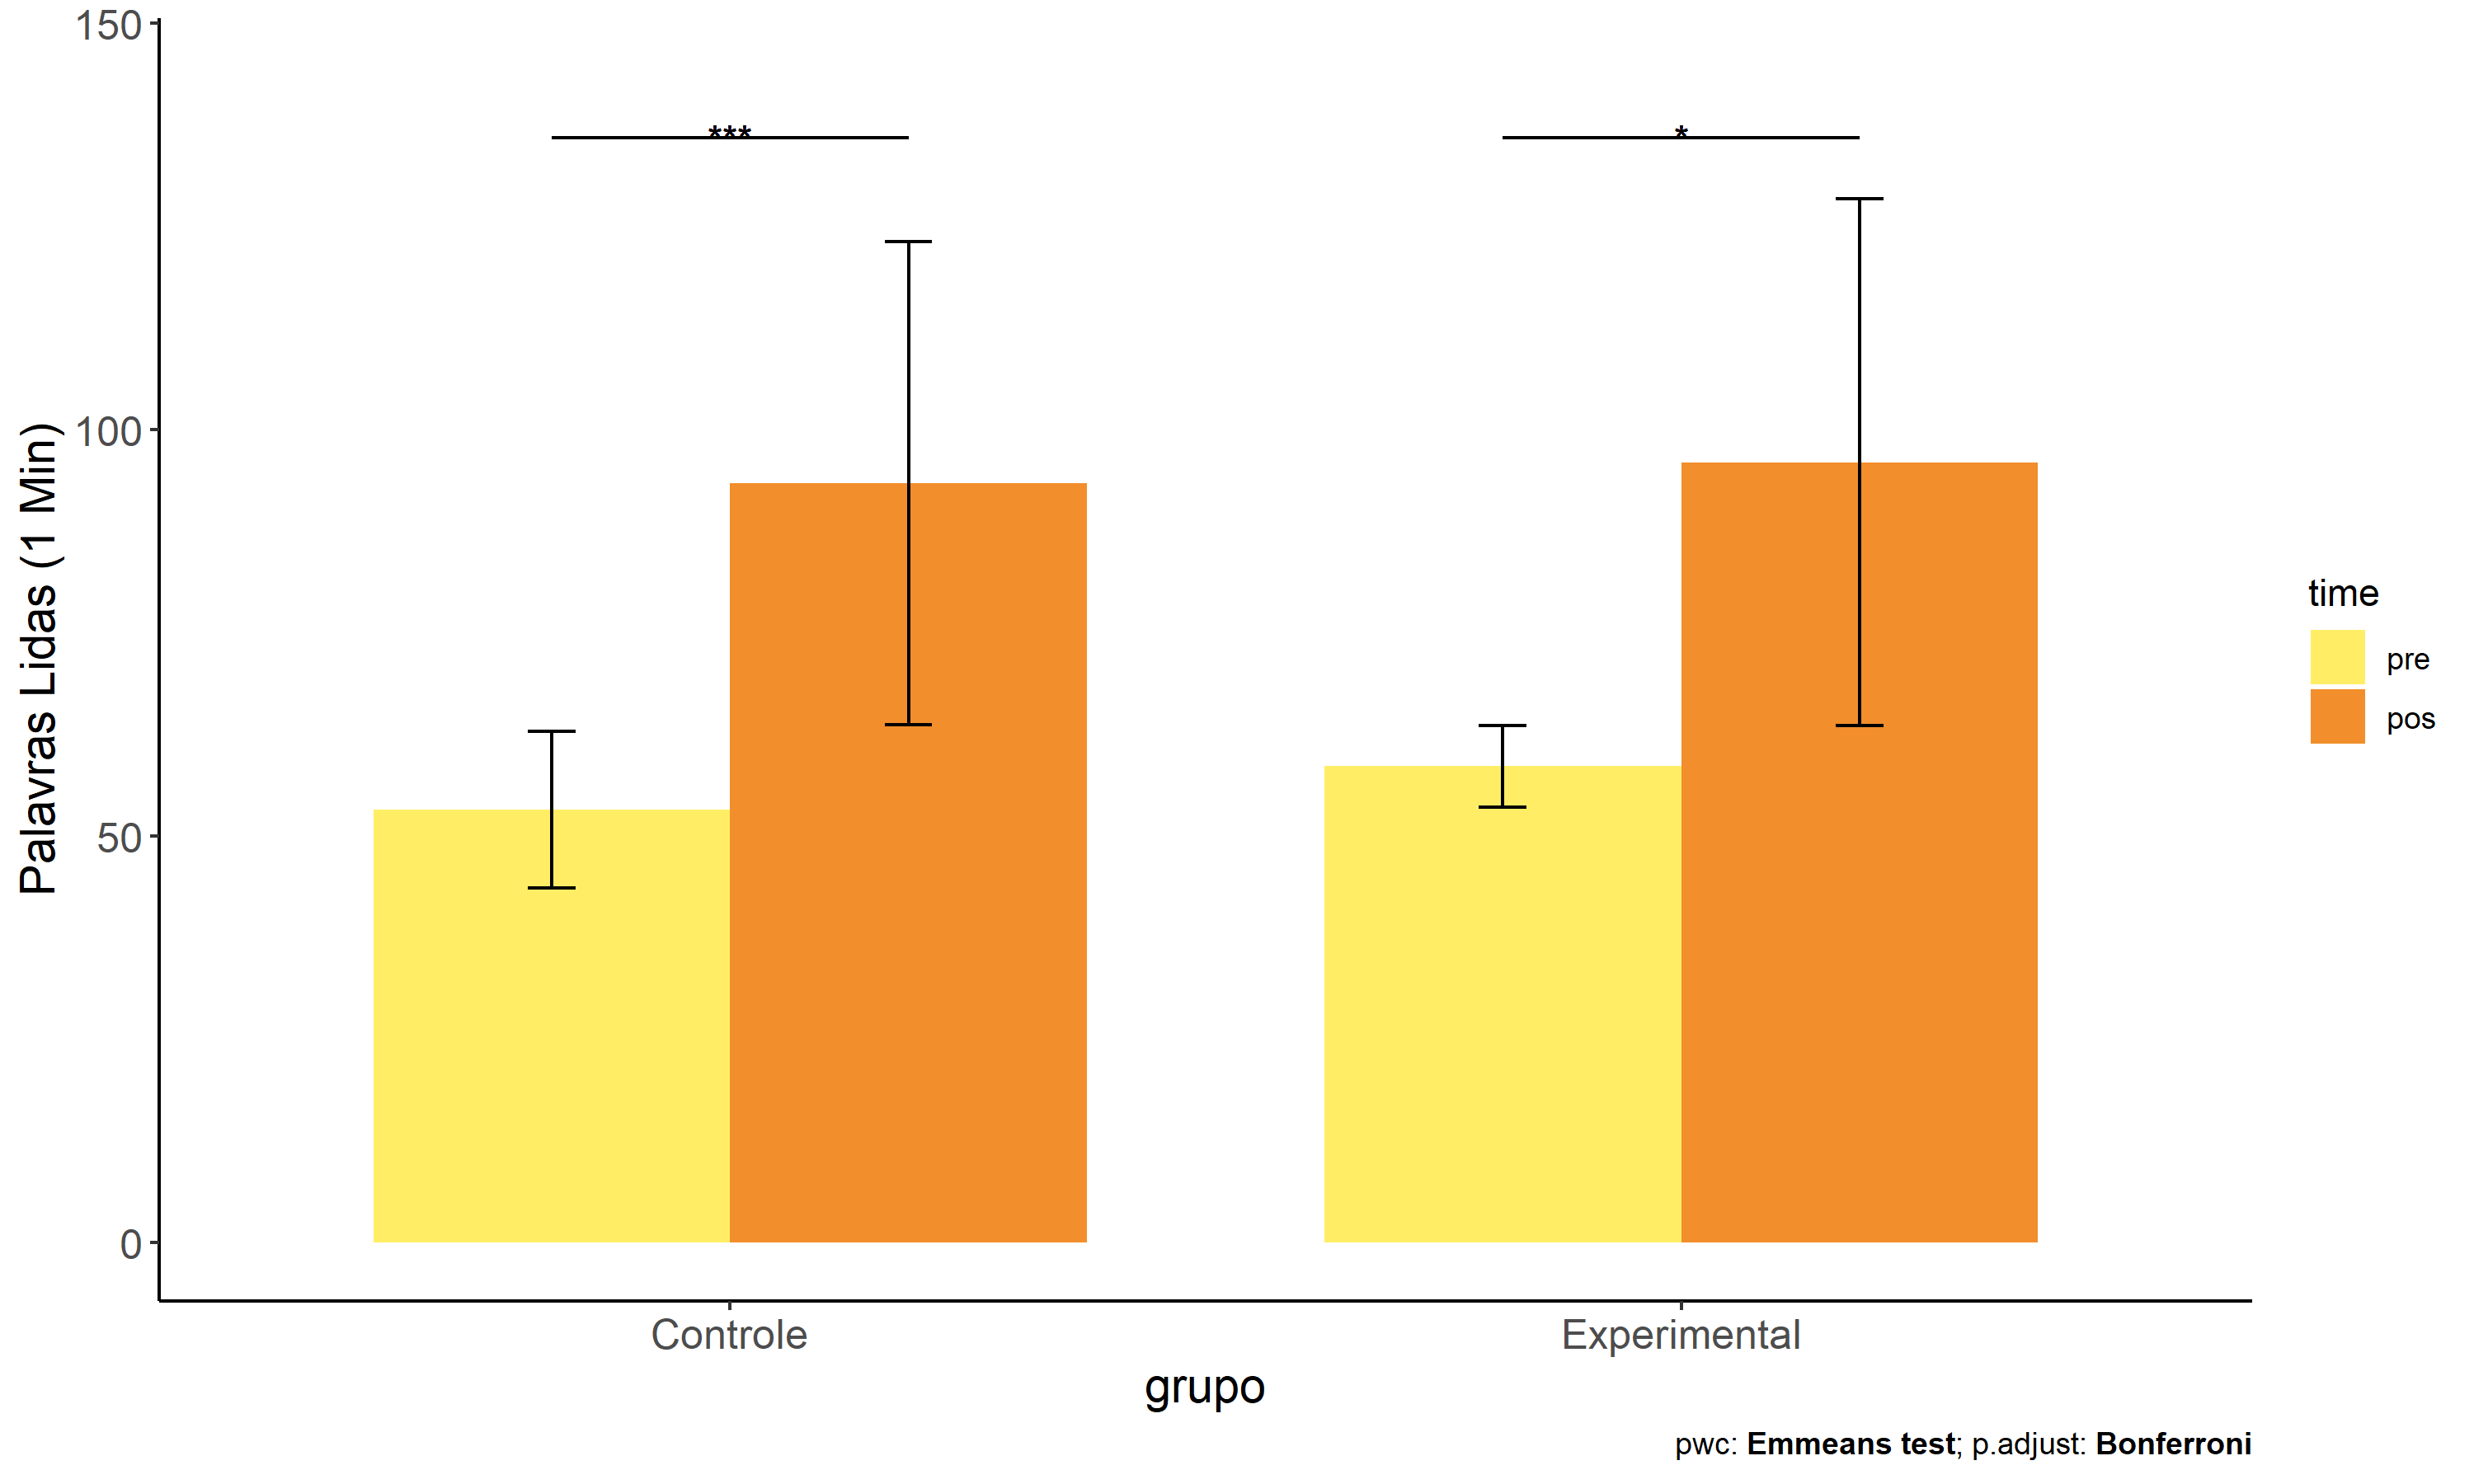 150
100
50
0
Palavras Lidas (1 Min)
***
*
Controle
Experimental
grupo
time
pre
pos
pwc: Emmeans test; p.adjust: Bonferroni